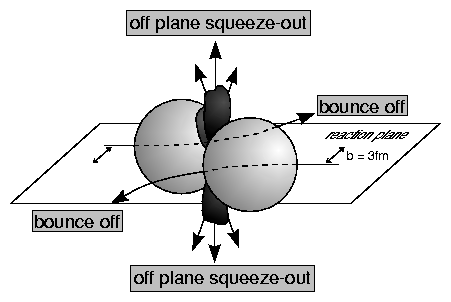 off plane squeeze-out
bounce off
reaction plane
b = 3fm
bounce off
off plane squeeze-out